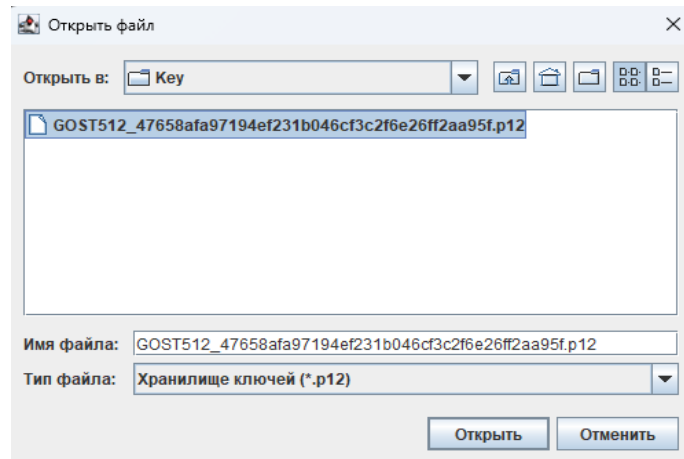 Открыть файл
Открыть в: Key
GOST512_47658afa97194ef231b046cf3c2f6e26ff2aa95f.p12
Имя файла: GOST512_47658afa97194ef231b046cf3c2f6e26ff2aa95f.p12
Тип файла: Хранилище ключей (*.p12)
Открыть Отменить